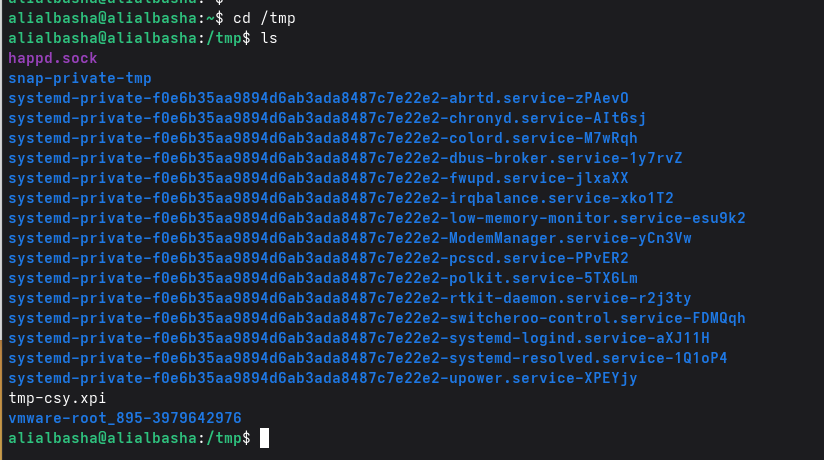 alialbasha@alialbasha:~$ cd /tmp
alialbasha@alialbasha:/tmp$ ls
happd.sock
snap-private-tmp
systemd-private-f0e6b35aa9894d6ab3ada8487c7e22e2-abrtd.service-zPAevO
systemd-private-f0e6b35aa9894d6ab3ada8487c7e22e2-chronyd.service-AIt6sj
systemd-private-f0e6b35aa9894d6ab3ada8487c7e22e2-colord.service-M7wRqh
systemd-private-f0e6b35aa9894d6ab3ada8487c7e22e2-dbus-broker.service-1y7rvZ
systemd-private-f0e6b35aa9894d6ab3ada8487c7e22e2-fwupd.service-jlxaXX
systemd-private-f0e6b35aa9894d6ab3ada8487c7e22e2-irqbalance.service-xko1T2
systemd-private-f0e6b35aa9894d6ab3ada8487c7e22e2-low-memory-monitor.service-esu9k2
systemd-private-f0e6b35aa9894d6ab3ada8487c7e22e2-ModemManager.service-yCn3Vw
systemd-private-f0e6b35aa9894d6ab3ada8487c7e22e2-pcscd.service-PPvER2
systemd-private-f0e6b35aa9894d6ab3ada8487c7e22e2-polkit.service-5TX6Lm
systemd-private-f0e6b35aa9894d6ab3ada8487c7e22e2-rtkit-daemon.service-r2j3ty
systemd-private-f0e6b35aa9894d6ab3ada8487c7e22e2-switcheroo-control.service-FDMQqh
systemd-private-f0e6b35aa9894d6ab3ada8487c7e22e2-systemd-logind.service-aXJ11H
systemd-private-f0e6b35aa9894d6ab3ada8487c7e22e2-systemd-resolved.service-1Q1oP4
systemd-private-f0e6b35aa9894d6ab3ada8487c7e22e2-upower.service-XPEYjy
tmp-csy.xpi
vmware-root_895-3979642976
alialbasha@alialbasha:/tmp$